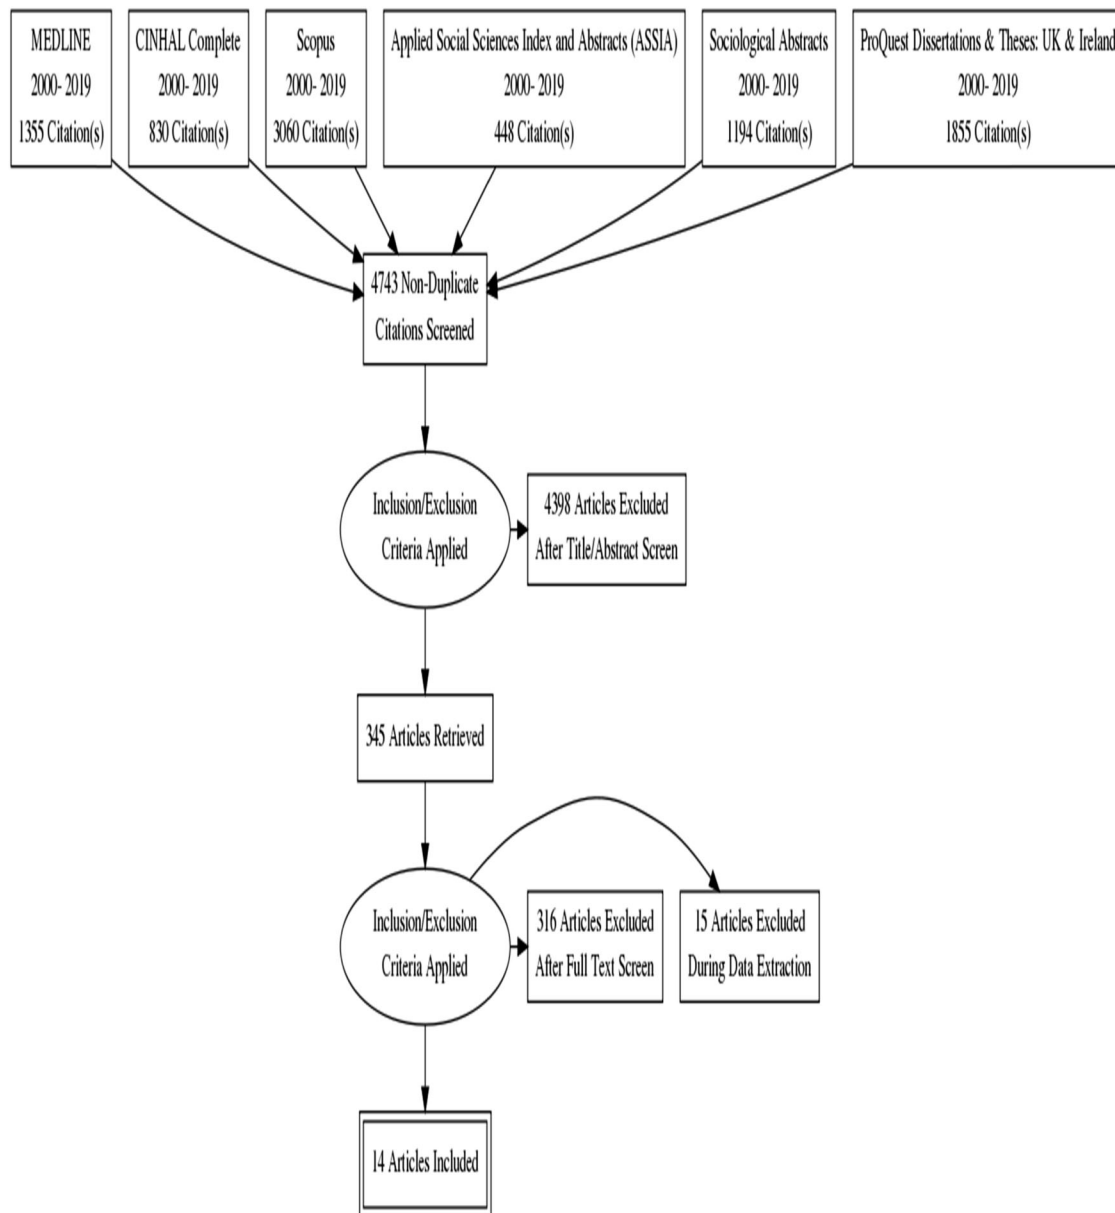 MEDLINE
2000- 2019
1355 Citation(s)
CINHAL Complete
2000- 2019
830 Citation(s)
Scopus
2000- 2019
3060 Citation(s)
Applied Social Sciences Index and Abstracts (ASSIA)
2000- 2019
448 Citation(s)
Sociological Abstracts
2000- 2019
1194 Citation(s)
ProQuest Dissertations & Theses: UK & Ireland
2000- 2019
1855 Citation(s)
4743 Non-Duplicate
Citations Screened
Inclusion/Exclusion
Criteria Applied
4398 Articles Excluded
After Title/Abstract Screen
345 Articles Retrieved
Inclusion/Exclusion
Criteria Applied
316 Articles Excluded
After Full Text Screen
15 Articles Excluded
During Data Extraction
14 Articles Included